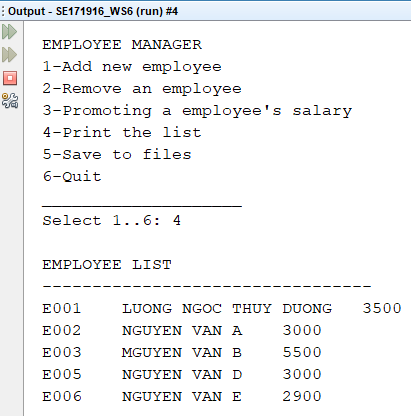 Output - SE171916_WS6 (run) #4
EMPLOYEE MANAGER
1-Add new employee
2-Remove an employee
3-Promoting a employee's salary
4-Print the list
5-Save to files
6-Quit
____________________
Select 1..6: 4
EMPLOYEE LIST
---------------------------------
E001    LUONG NGOC THUY DUONG   3500
E002    NGUYEN VAN A    3000
E003    MGUYEN VAN B    5500
E005    NGUYEN VAN D    3000
E006    NGUYEN VAN E    2900